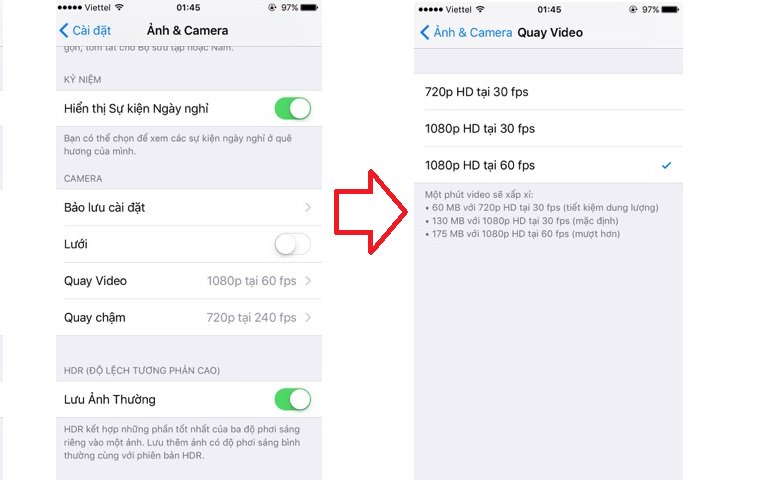 Viettel 01:45 97%
Cài đặt Ảnh & Camera
gọn, tóm tắt cho Bộ sưu tập hoặc Năm.
KỶ NIỆM
Hiển thị Sự kiện Ngày nghỉ
Bạn có thể chọn để xem các sự kiện ngày nghỉ ở quê
hương của mình.
CAMERA
Bảo lưu cài đặt
Lưới
Quay Video 1080p tại 60 fps
Quay chậm 720p tại 240 fps
HDR (ĐỘ LỆCH TƯƠNG PHẢN CAO)
Lưu Ảnh Thường
HDR kết hợp những phần tốt nhất của ba độ phơi sáng
riêng vào một ảnh. Lưu thêm ảnh có độ phơi sáng bình
thường cùng với phiên bản HDR.
Viettel 01:45 97%
Ảnh & Camera Quay Video
720p HD tại 30 fps
1080p HD tại 30 fps
1080p HD tại 60 fps
Một phút video sẽ xấp xỉ:
• 60 MB với 720p HD tại 30 fps (tiết kiệm dung lượng)
• 130 MB với 1080p HD tại 30 fps (mặc định)
• 175 MB với 1080p HD tại 60 fps (mượt hơn)